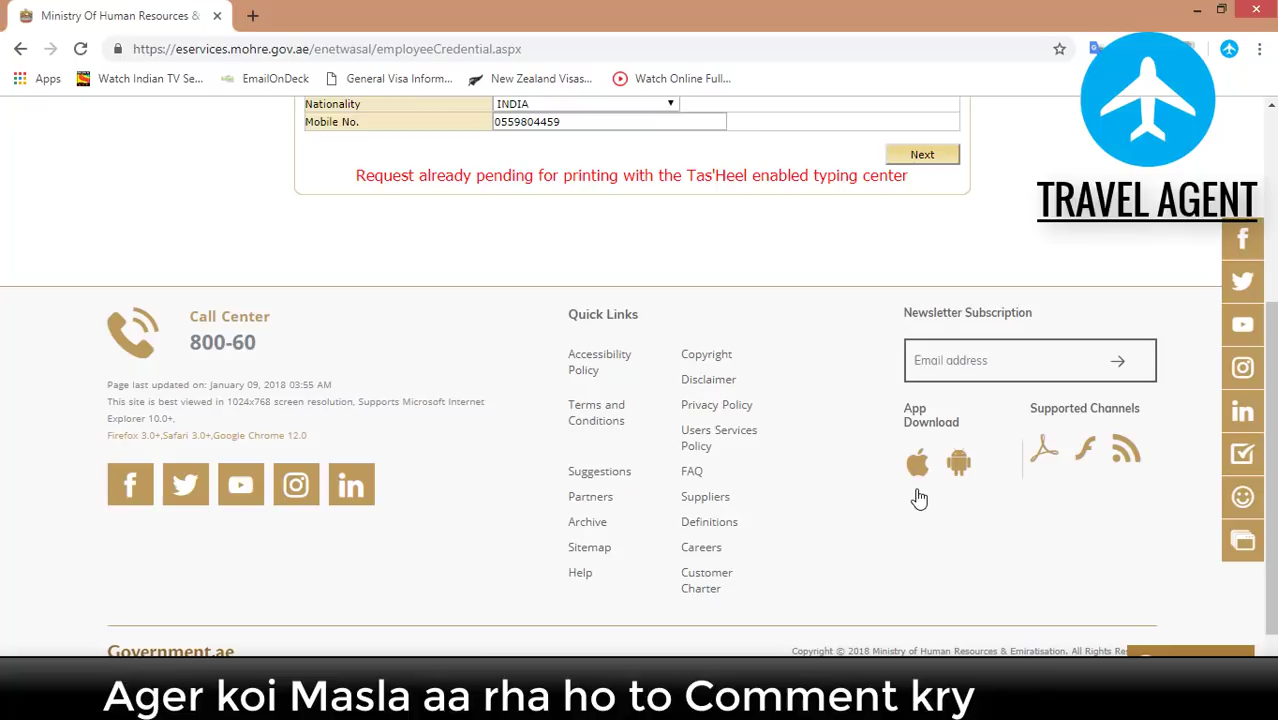 Ministry Of Human Resources &
https://eservices.mohre.gov.ae/enetwasal/employeeCredential.aspx
Apps
Watch Indian TV Se...
EmailOnDeck
General Visa Inform...
New Zealand Visas...
Watch Online Full...
Nationality
INDIA
Mobile No.
0559804459
Next
Request already pending for printing with the Tas'Heel enabled typing center
TRAVEL AGENT
Call Center
800-60
Page last updated on: January 09, 2018 03:55 AM
This site is best viewed in 1024x768 screen resolution, Supports Microsoft Internet
Explorer 10.0+,
Firefox 3.0+,Safari 3.0+,Google Chrome 12.0
Quick Links
Accessibility
Policy
Terms and
Conditions
Suggestions
Partners
Archive
Sitemap
Help
Copyright
Disclaimer
Privacy Policy
Users Services
Policy
FAQ
Suppliers
Definitions
Careers
Customer
Charter
Newsletter Subscription
Email address
App
Download
Supported Channels
Government.ae
Copyright © 2018 Ministry of Human Resources & Emiratisation. All Rights
Ager koi Masla aa rha ho to Comment kry